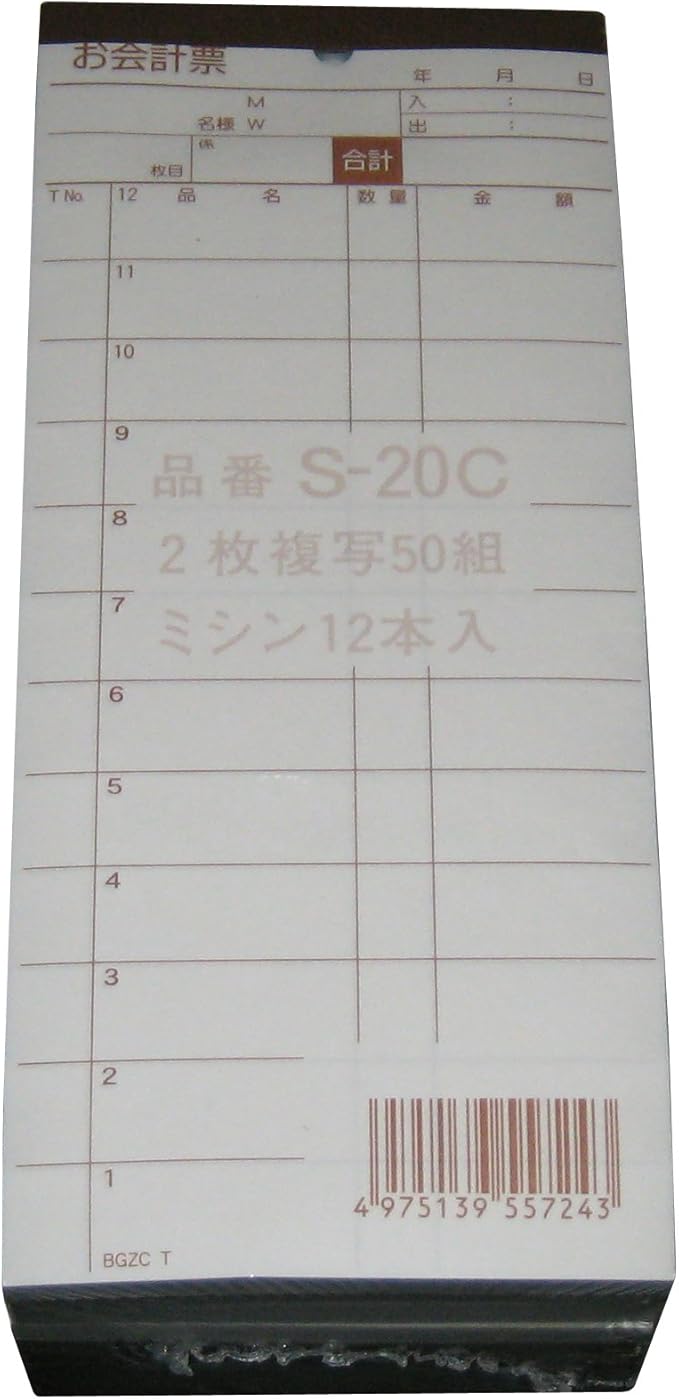 お会計票
年 月 日
M 入 :
名様 W 出 :
枚目 係 合計
T No. 12 品 名 数 量 金 額
11
10
9
品番 S-20C
8
2枚複写50組
7
ミシン12本入
6
5
4
3
2
1
4 975139 557243
BGZC T